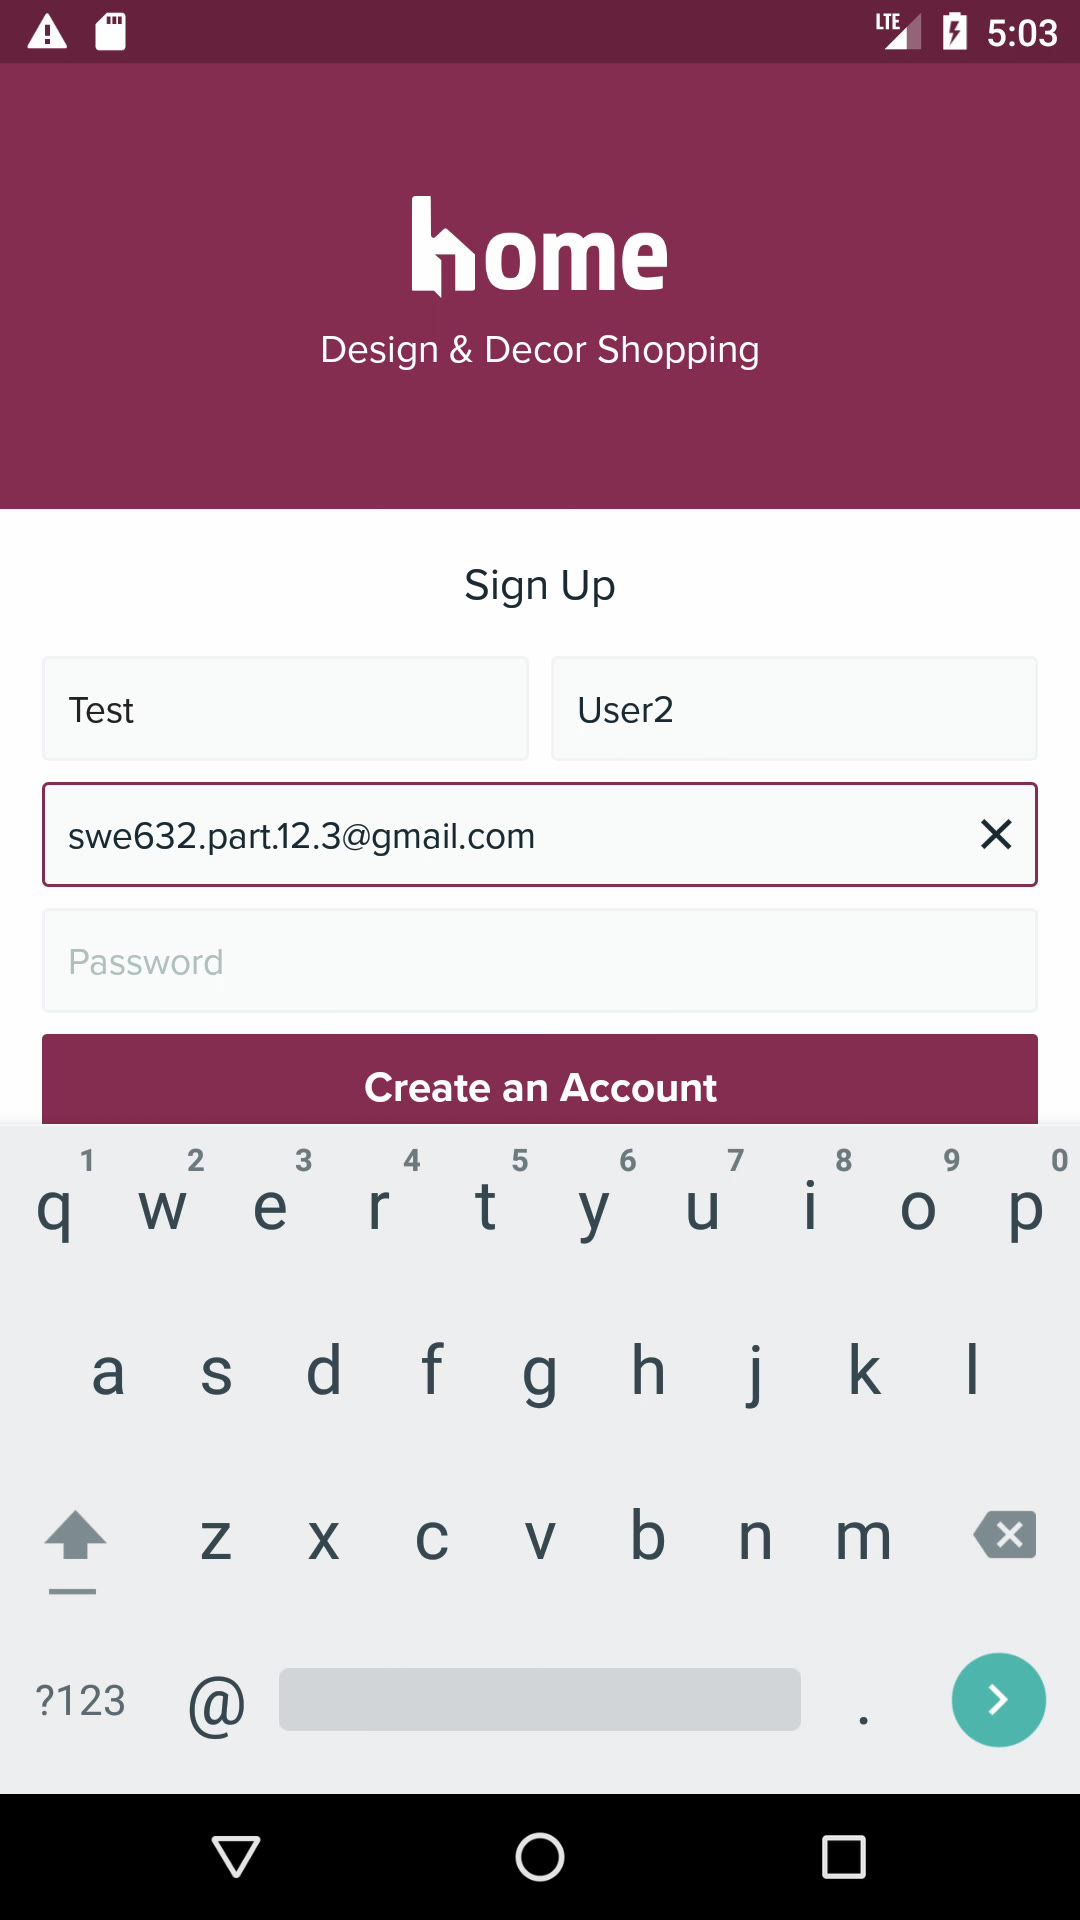 LTE 5:03
home
Design & Decor Shopping
Sign Up
Test User2
swe632.part.12.3@gmail.com
Password
Create an Account
1 2 3 4 5 6 7 8 9 0
q w e r t y u i o p
a s d f g h j k l
z x c v b n m
?123 @ .